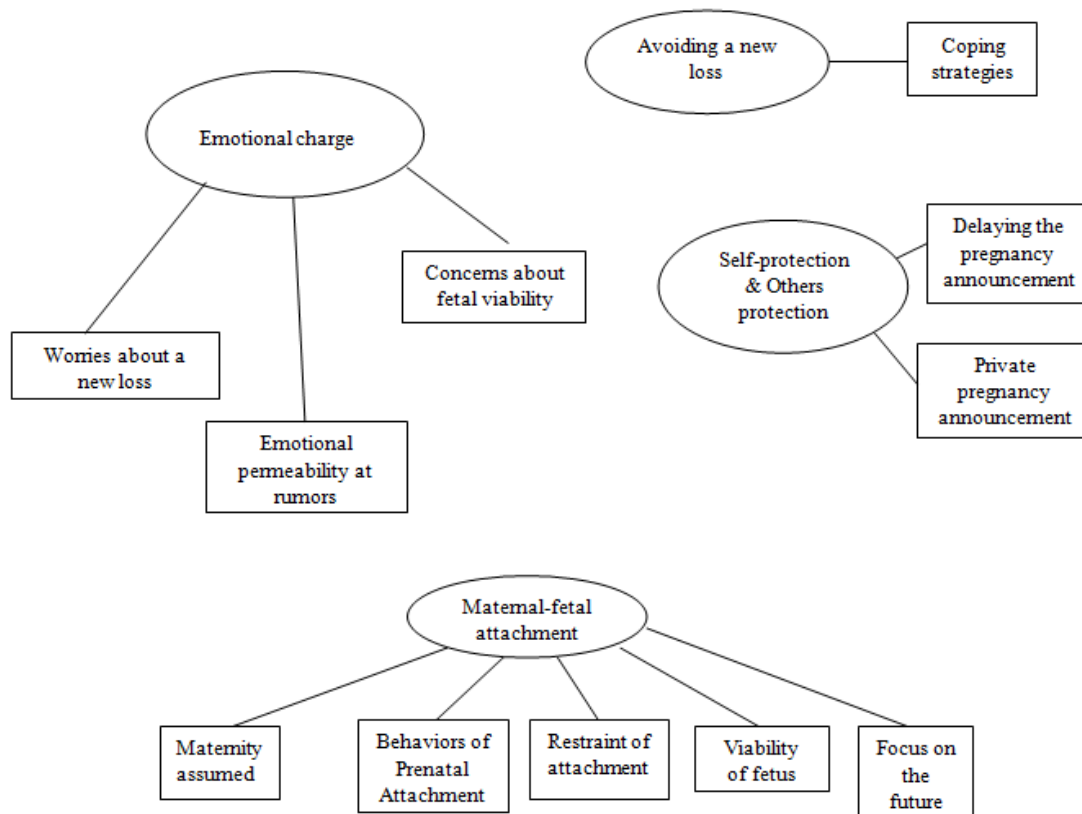 Avoiding a new
loss
Coping
strategies
Emotional charge
Concerns about
fetal viability
Worries about a
new loss
Emotional
permeability at
rumors
Self-protection
& Others
protection
Delaying the
pregnancy
announcement
Private
pregnancy
announcement
Maternal-fetal
attachment
Maternity
assumed
Behaviors of
Prenatal
Attachment
Restraint of
attachment
Viability
of fetus
Focus on
the
future